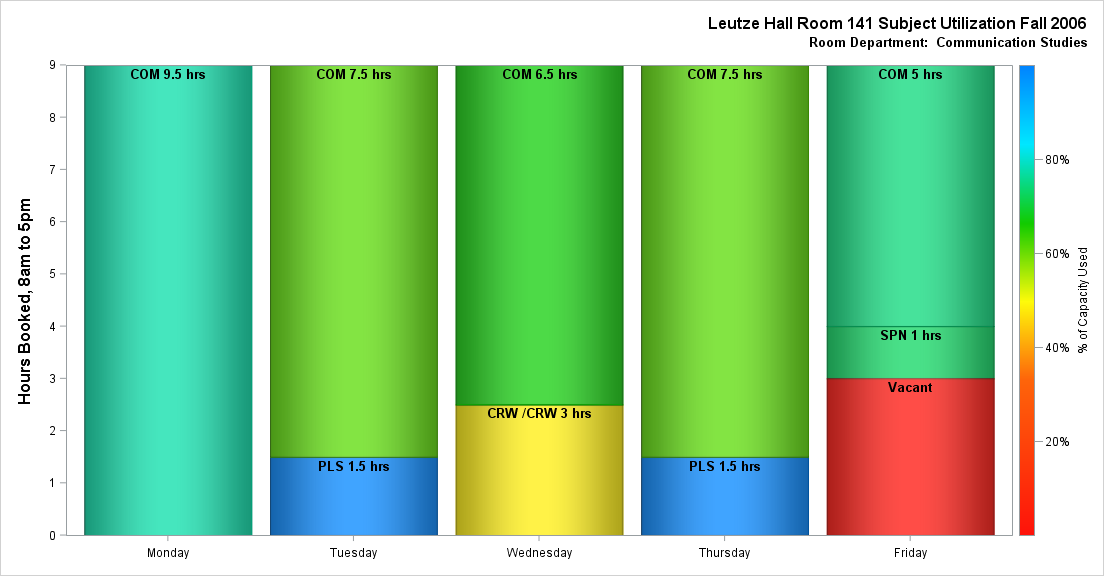 Leutze Hall Room 141 Subject Utilization Fall 2006
Room Department:  Communication Studies
Hours Booked, 8am to 5pm
9
8
7
6
5
4
3
2
1
0
COM 9.5 hrs
COM 7.5 hrs
PLS 1.5 hrs
COM 6.5 hrs
CRW /CRW 3 hrs
COM 7.5 hrs
PLS 1.5 hrs
COM 5 hrs
SPN 1 hrs
Vacant
Monday
Tuesday
Wednesday
Thursday
Friday
80%
60%
40%
20%
% of Capacity Used